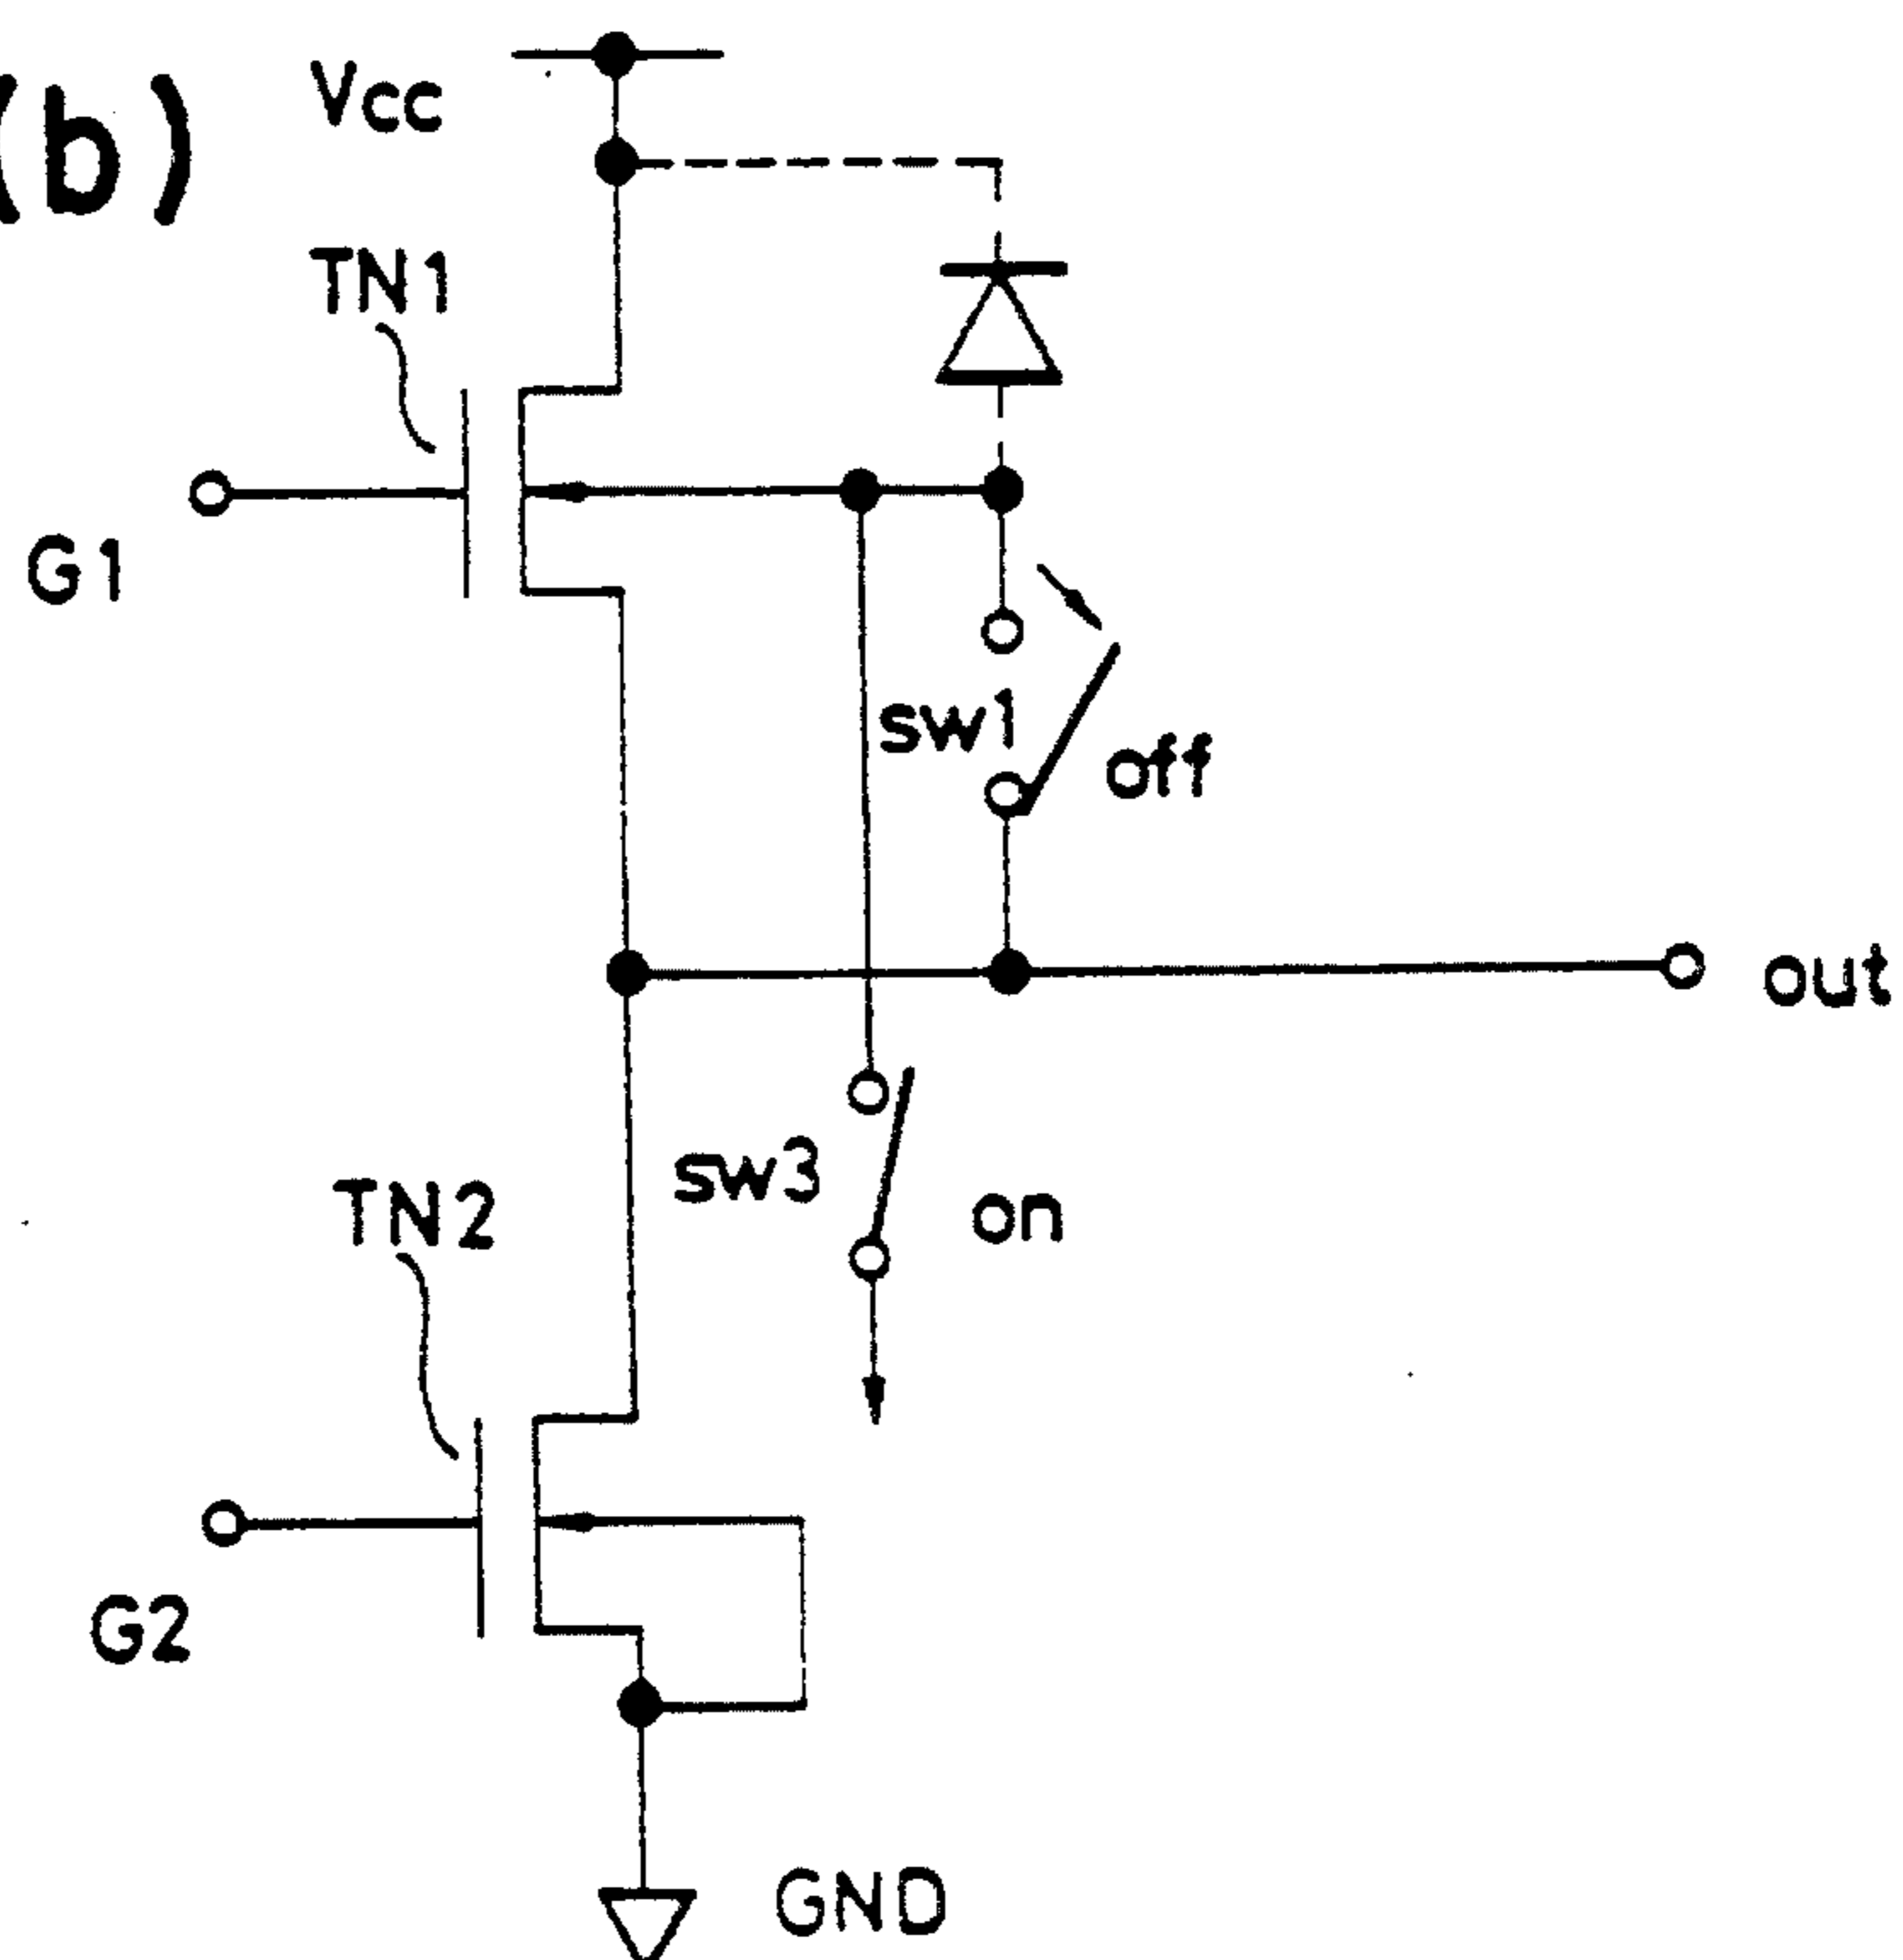 (b)
Vcc
TN1
G1
sw1
off
out
sw3
on
TN2
G2
GND